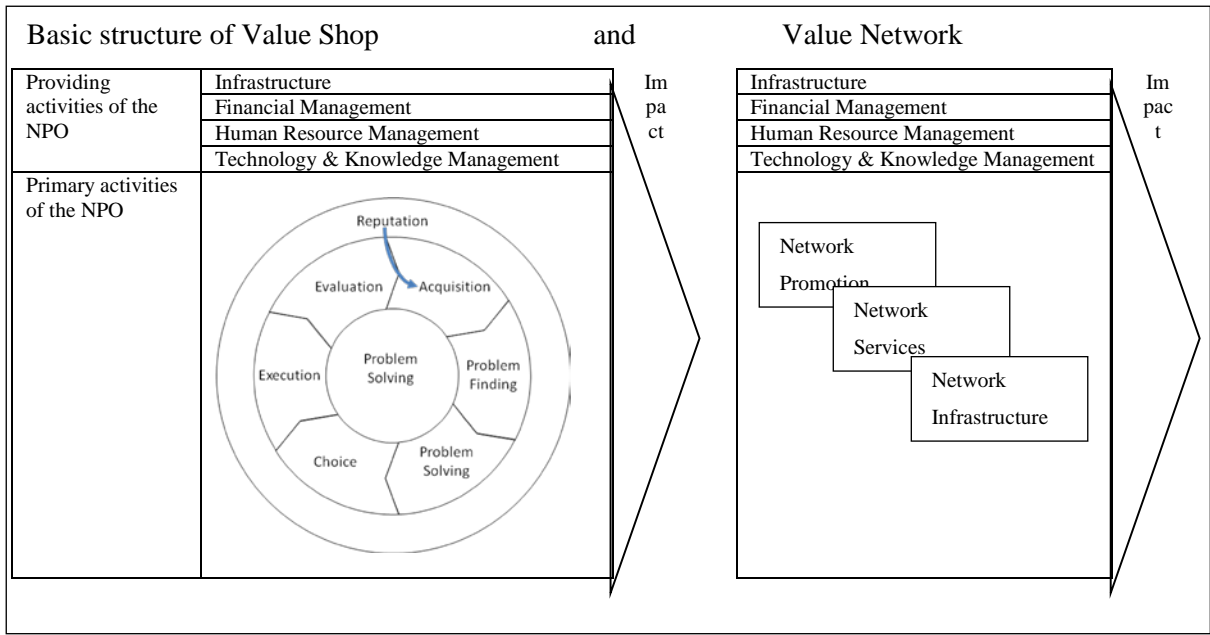 Basic structure of Value Shop and Value Network
Providing
activities of the
NPO
Infrastructure
Financial Management
Human Resource Management
Technology & Knowledge Management
Im
pa
ct
Primary activities
of the NPO
Reputation
Evaluation
Acquisition
Execution
Problem
Solving
Problem
Finding
Choice
Problem
Solving
Infrastructure
Financial Management
Human Resource Management
Technology & Knowledge Management
Im
pac
t
Network
Promotion
Network
Services
Network
Infrastructure